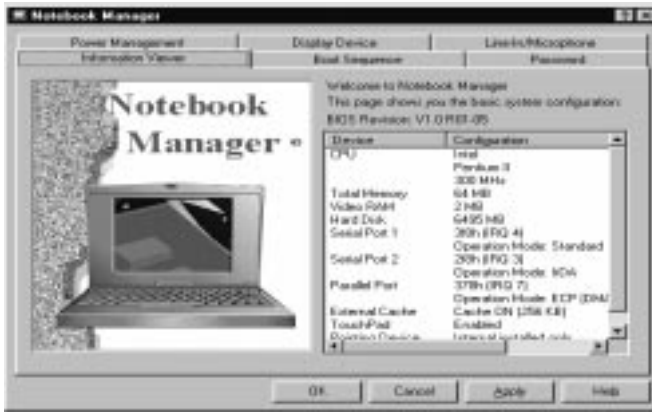 Notebook Manager
Power Management
Display Device
Line-In/Microphone
Information Viewer
Boot Sequence
Password
Notebook
Manager
Welcome to Notebook Manager
This page shows you the basic system configuration:
BIOS Revision: V1.0 R01-05
Device Configuration
CPU Intel
Pentium II
300 MHz
Total Memory 64 MB
Video RAM 2 MB
Hard Disk 6495 MB
Serial Port 1 3f8h (IRQ 4)
Operation Mode: Standard
Serial Port 2 2f8h (IRQ 3)
Operation Mode: IrDA
Parallel Port 378h (IRQ 7)
Operation Mode: ECP (DMA
External Cache Cache ON (256 KB)
TouchPad Enabled
Pointing Device Internal installed only
OK
Cancel
Apply
Help